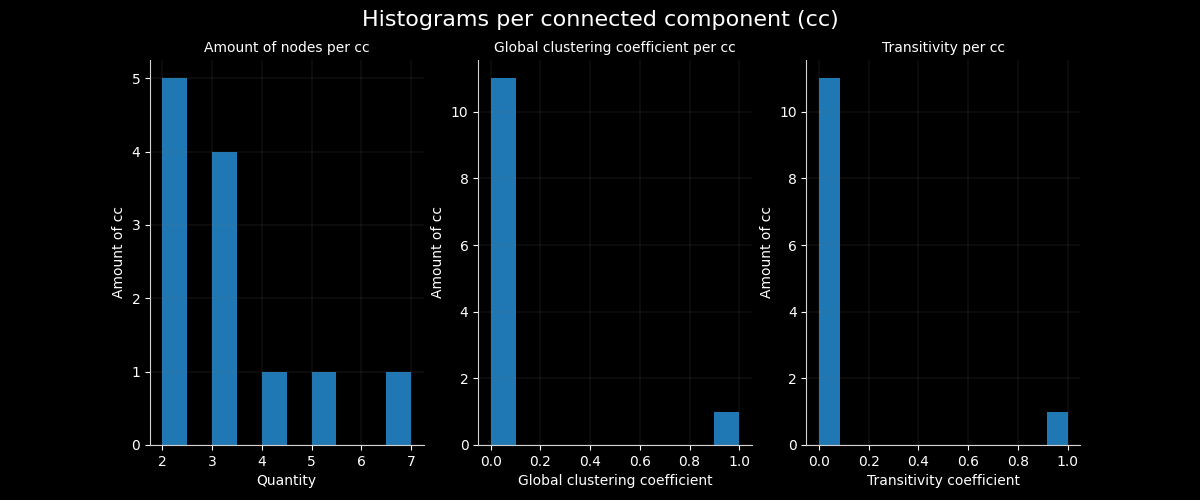 Histograms per connected component (cc)
Amount of nodes per cc
Amount of cc
5
4
3
2
1
0
2 3 4 5 6 7
Quantity
Global clustering coefficient per cc
Amount of cc
10
8
6
4
2
0
0.0 0.2 0.4 0.6 0.8 1.0
Global clustering coefficient
Transitivity per cc
Amount of cc
10
8
6
4
2
0
0.0 0.2 0.4 0.6 0.8 1.0
Transitivity coefficient